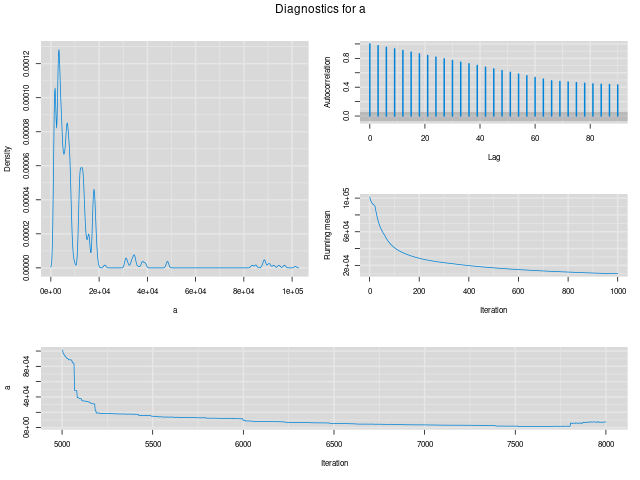 Diagnostics for a
Density
0.00000 0.00002 0.00004 0.00006 0.00008 0.00010 0.00012
0e+00 2e+04 4e+04 6e+04 8e+04 1e+05
a
Autocorrelation
0.0 0.4 0.8
0 20 40 60 80
Lag
Running mean
2e+04 6e+04 1e+05
0 200 400 600 800 1000
Iteration
a
0e+00 4e+04 8e+04
5000 5500 6000 6500 7000 7500 8000
Iteration